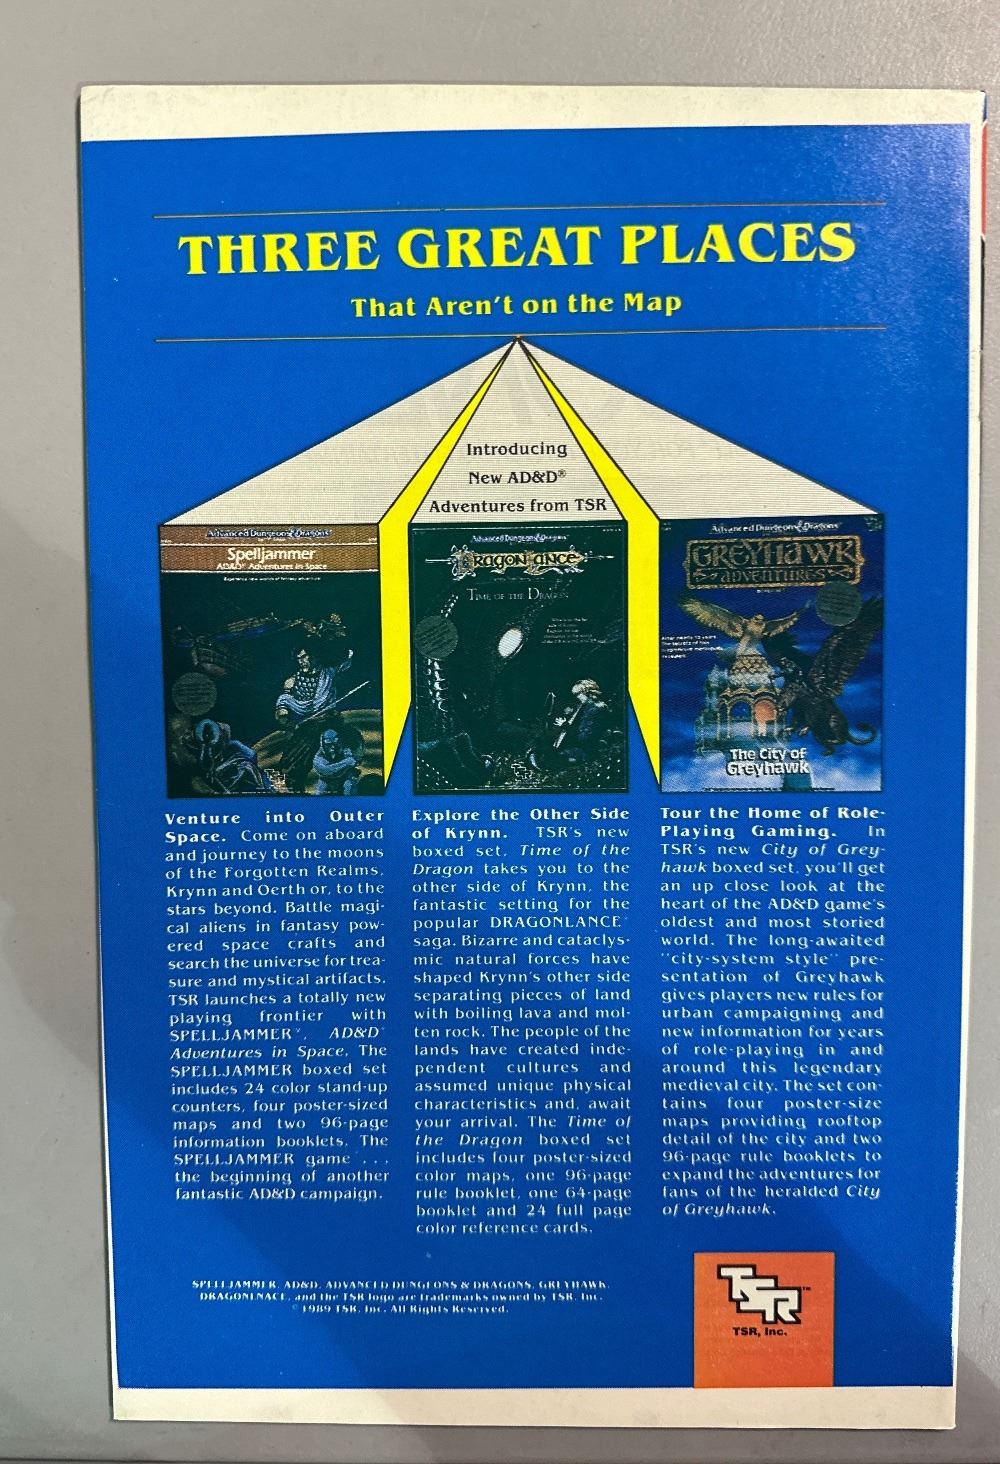 THREE GREAT PLACES
That Aren't on the Map
Introducing
New AD&D®
Adventures from TSR
Advanced Dungeons & Dragons
Spelljammer
AD&D Adventures in Space
Advanced Dungeons & Dragons
DRAGONLANCE
TIME OF THE DRAGON
Advanced Dungeons & Dragons
GREYHAWK
ADVENTURES
The City of
Greyhawk
Venture into Outer
Space. Come on aboard
and journey to the moons
of the Forgotten Realms,
Krynn and Oerth or, to the
stars beyond. Battle magi-
cal aliens in fantasy pow-
ered space crafts and
search the universe for trea-
sure and mystical artifacts.
TSR launches a totally new
playing frontier with
SPELLJAMMER™, AD&D®
Adventures in Space. The
SPELLJAMMER boxed set
includes 24 color stand-up
counters, four poster-sized
maps and two 96-page
information booklets. The
SPELLJAMMER game . . .
the beginning of another
fantastic AD&D campaign.
Explore the Other Side
of Krynn. TSR's new
boxed set, Time of the
Dragon takes you to the
other side of Krynn, the
fantastic setting for the
popular DRAGONLANCE®
saga. Bizarre and cataclys-
mic natural forces have
shaped Krynn's other side
separating pieces of land
with boiling lava and mol-
ten rock. The people of the
lands have created inde-
pendent cultures and
assumed unique physical
characteristics and, await
your arrival. The Time of
the Dragon boxed set
includes four poster-sized
color maps, one 96-page
rule booklet, one 64-page
booklet and 24 full page
color reference cards.
Tour the Home of Role-
Playing Gaming. In
TSR's new City of Grey-
hawk boxed set, you'll get
an up close look at the
heart of the AD&D game's
oldest and most storied
world. The long-awaited
"city-system style" pre-
sentation of Greyhawk
gives players new rules for
urban campaigning and
new information for years
of role-playing in and
around this legendary
medieval city. The set con-
tains four poster-size
maps providing rooftop
detail of the city and two
96-page rule booklets to
expand the adventures for
fans of the heralded City
of Greyhawk.
SPELLJAMMER, AD&D, ADVANCED DUNGEONS & DRAGONS, GREYHAWK,
DRAGONLNACE, and the TSR logo are trademarks owned by TSR, Inc.
© 1989 TSR, Inc. All Rights Reserved.
TSR™
TSR, Inc.